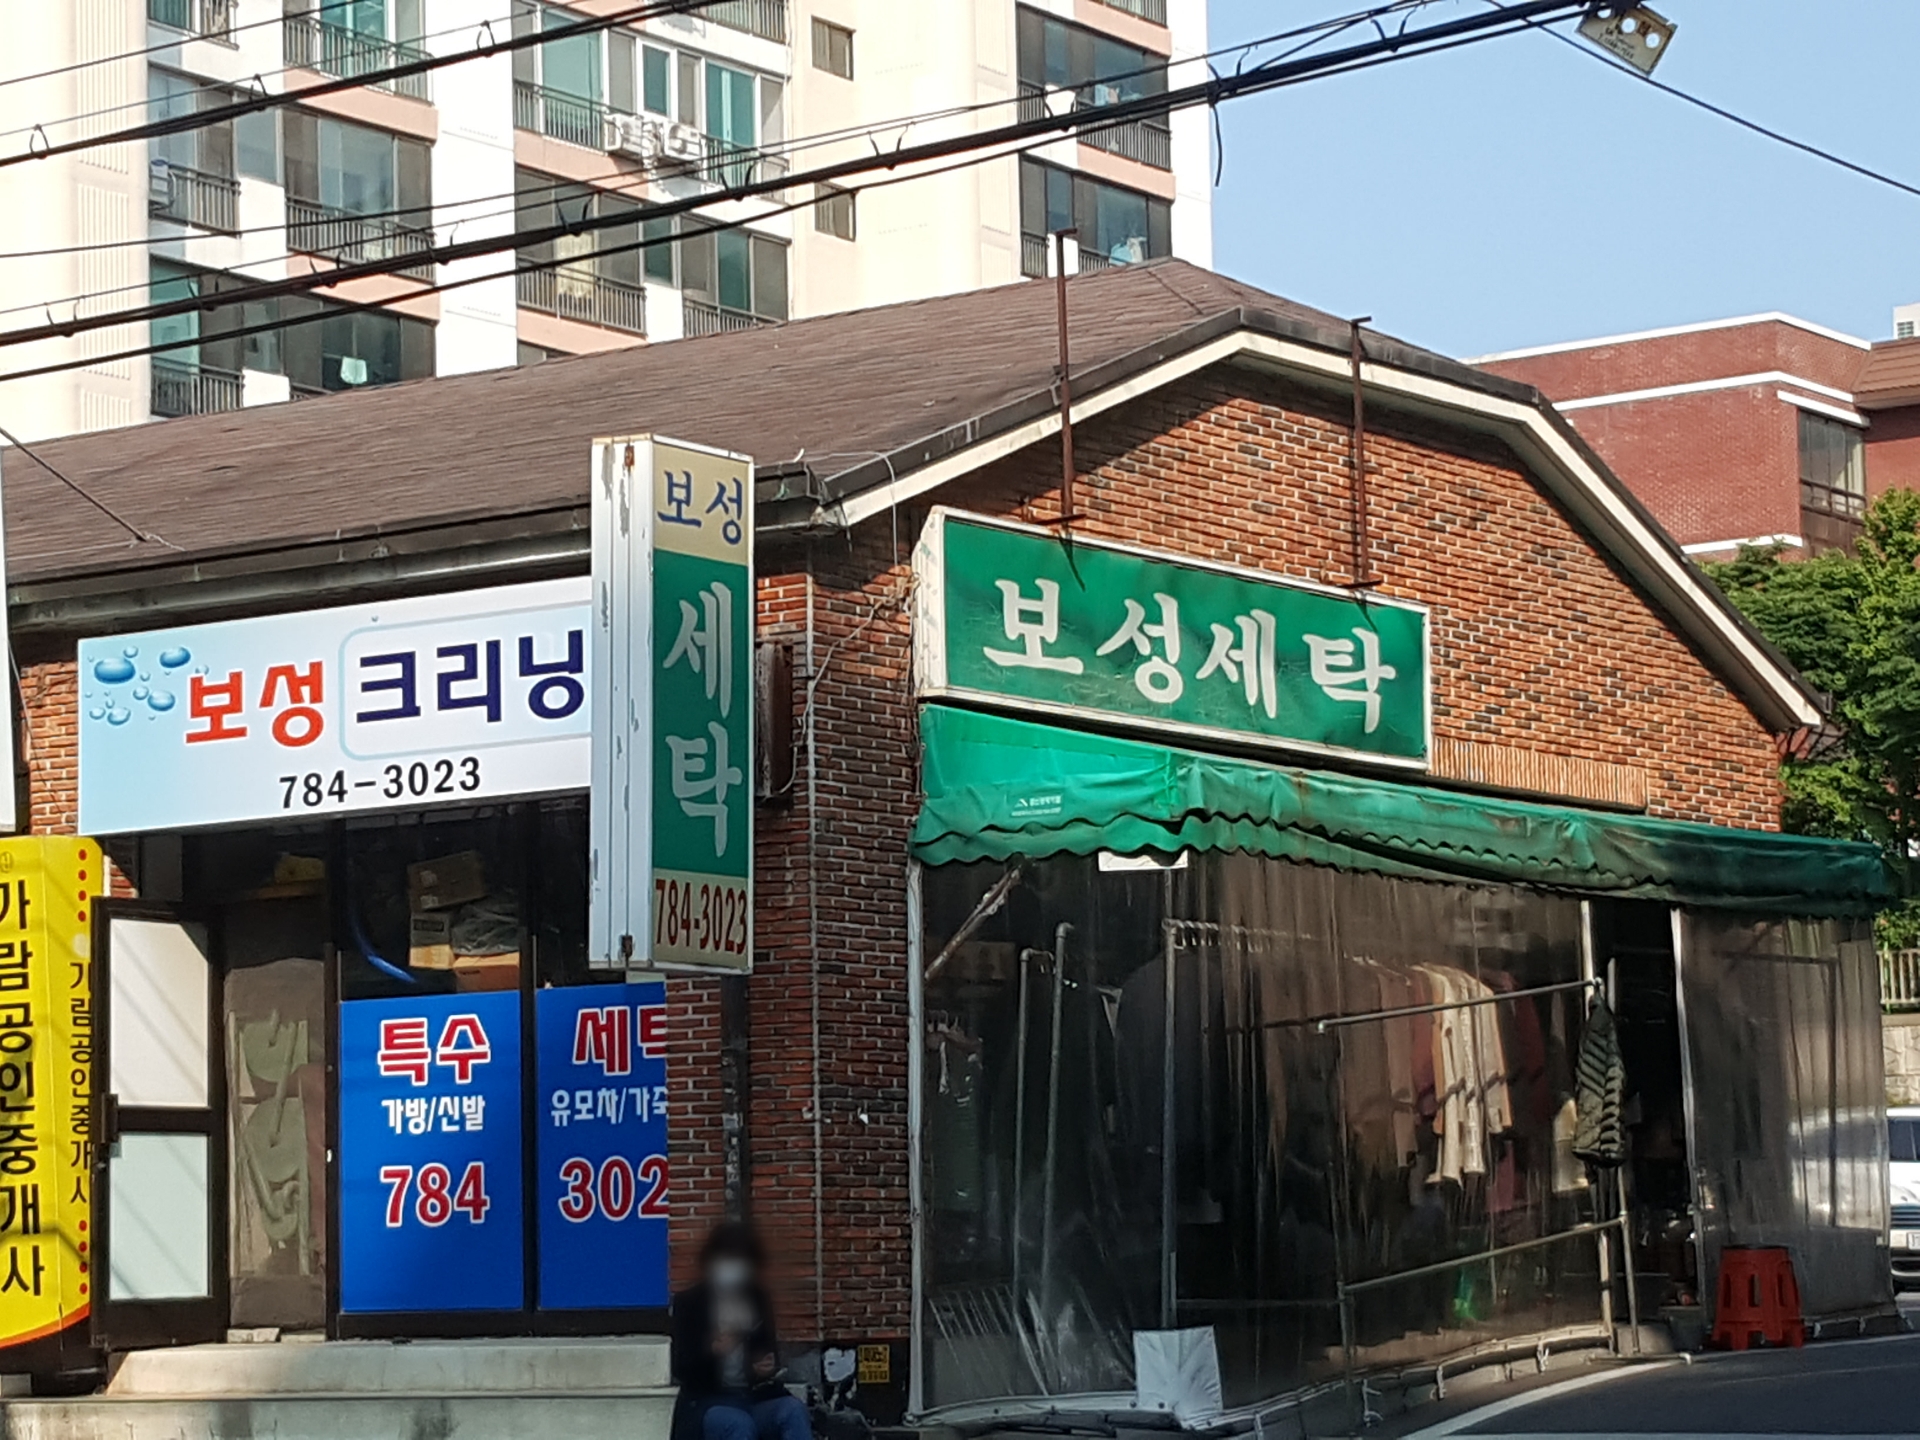 보성크리닝
784-3023
보성
세탁
784-3023
보성세탁
특수
가방/신발
784
세탁
유모차/가죽
302
가람공인중개사
가람공인중개사